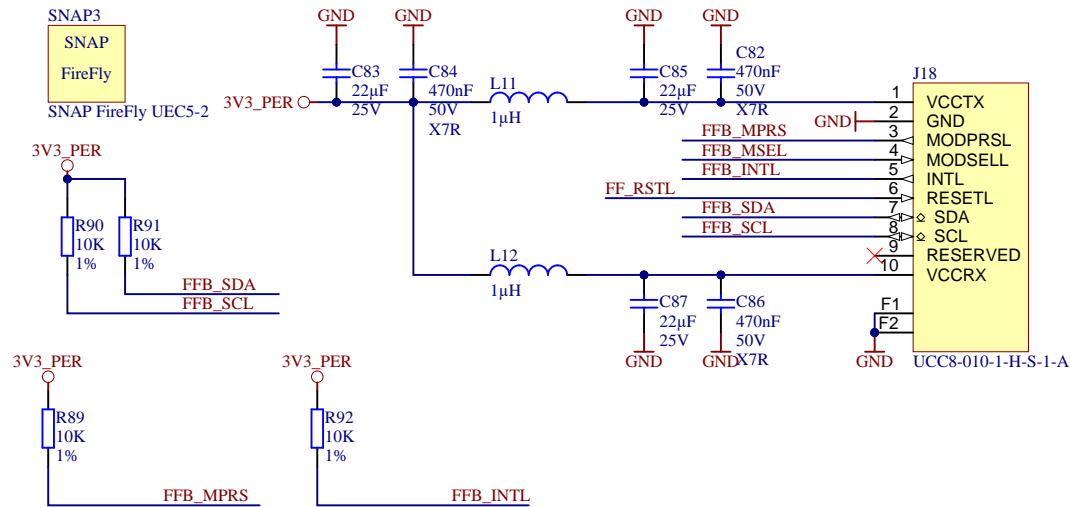 SNAP3
SNAP
FireFly
SNAP FireFly UEC5-2
GND
GND
GND
GND
C83
22µF
25V
C84
470nF
50V
X7R
C85
22µF
25V
C82
470nF
50V
X7R
3V3_PER
L11
1µH
L12
1µH
J18
1
VCCTX
GND
2
GND
FFB_MPRS
3
MODPRSL
FFB_MSEL
4
MODSELL
FFB_INTL
5
INTL
FF_RSTL
6
RESETL
FFB_SDA
7
SDA
FFB_SCL
8
SCL
9
RESERVED
10
VCCRX
F1
F2
GND
UCC8-010-1-H-S-1-A
C87
22µF
25V
GND
C86
470nF
50V
X7R
GND
3V3_PER
R90
10K
1%
R91
10K
1%
FFB_SDA
FFB_SCL
3V3_PER
R89
10K
1%
FFB_MPRS
3V3_PER
R92
10K
1%
FFB_INTL